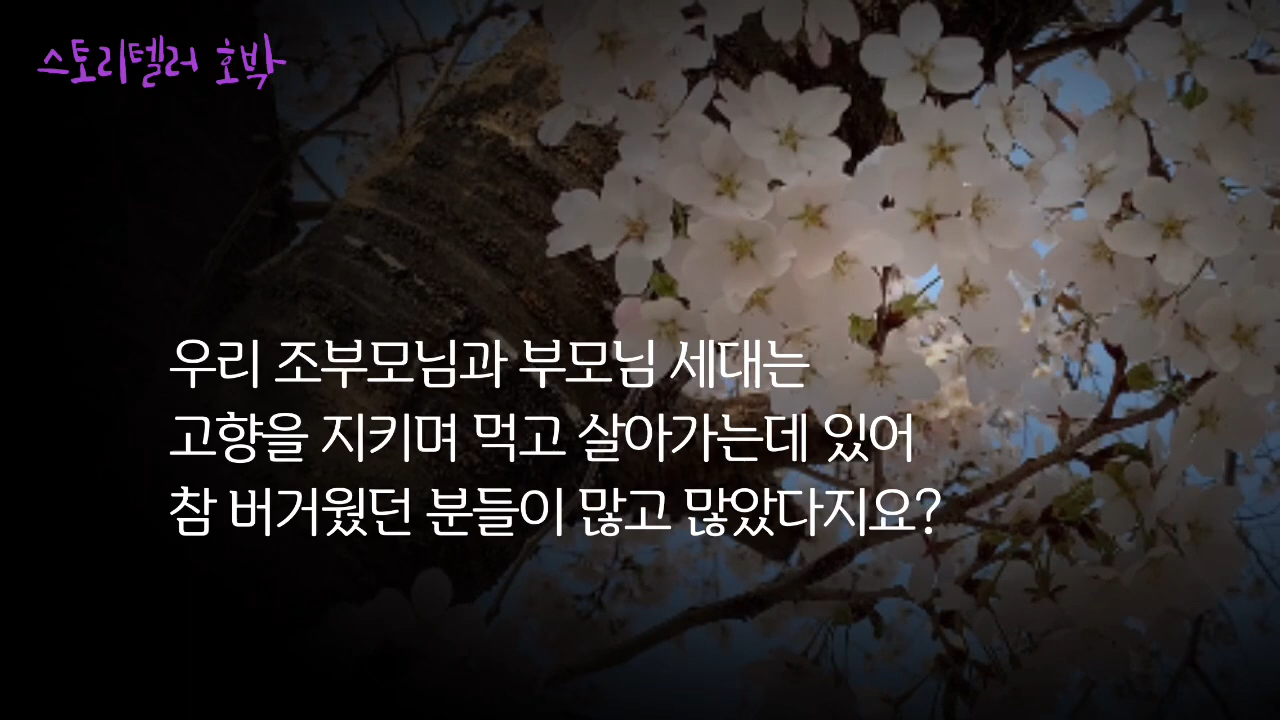 스토리텔러 호박
우리 조부모님과 부모님 세대는
고향을 지키며 먹고 살아가는데 있어
참 버거웠던 분들이 많고 많았다지요?